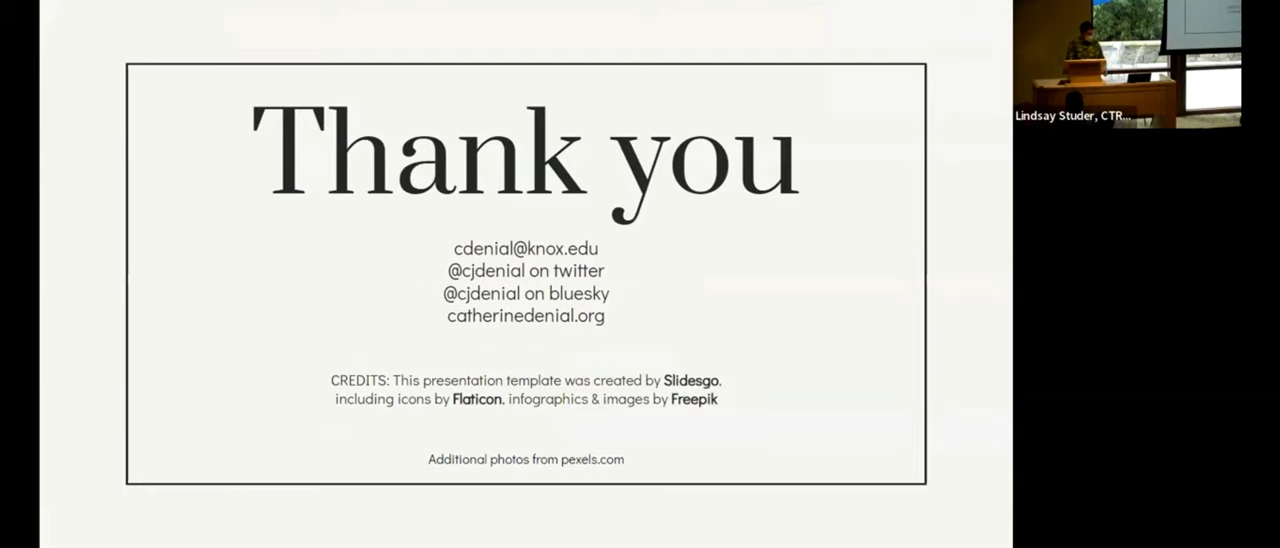 Thank you
cdenial@knox.edu
@cjdenial on twitter
@cjdenial on bluesky
catherinedenial.org
CREDITS: This presentation template was created by Slidesgo,
including icons by Flaticon, infographics & images by Freepik
Additional photos from pexels.com
Lindsay Studer, CTR...